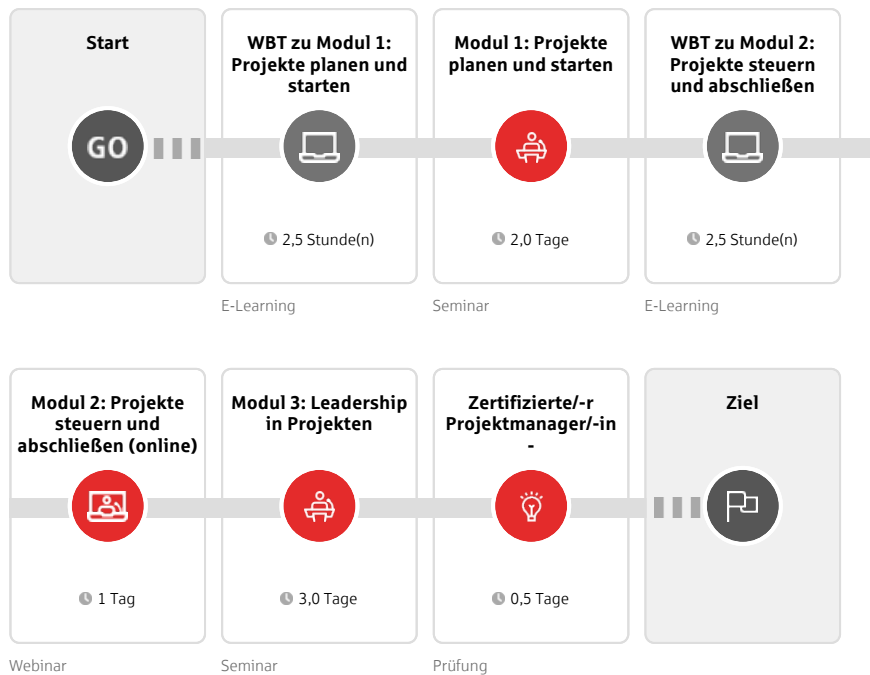 Start
GO
WBT zu Modul 1:
Projekte planen und
starten
2,5 Stunde(n)
E-Learning
Modul 1: Projekte
planen und starten
2,0 Tage
Seminar
WBT zu Modul 2:
Projekte steuern
und abschließen
2,5 Stunde(n)
E-Learning
Modul 2: Projekte
steuern und
abschließen (online)
1 Tag
Webinar
Modul 3: Leadership
in Projekten
3,0 Tage
Seminar
Zertifizierte/-r
Projektmanager/-in
-
0,5 Tage
Prüfung
Ziel